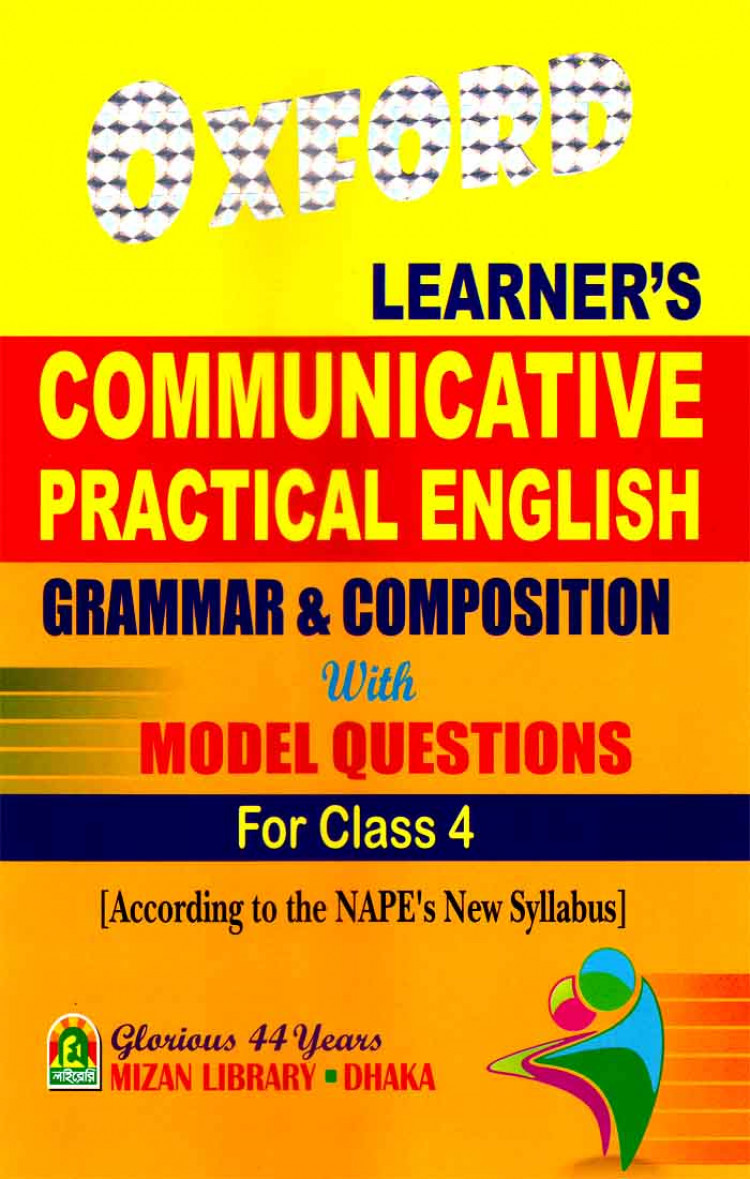 OXFORD
LEARNER'S
COMMUNICATIVE
PRACTICAL ENGLISH
GRAMMAR & COMPOSITION
With
MODEL QUESTIONS
For Class 4
[According to the NAPE's New Syllabus]
Glorious 44 Years
MIZAN LIBRARY ▪ DHAKA
মি
লাইব্রেরি